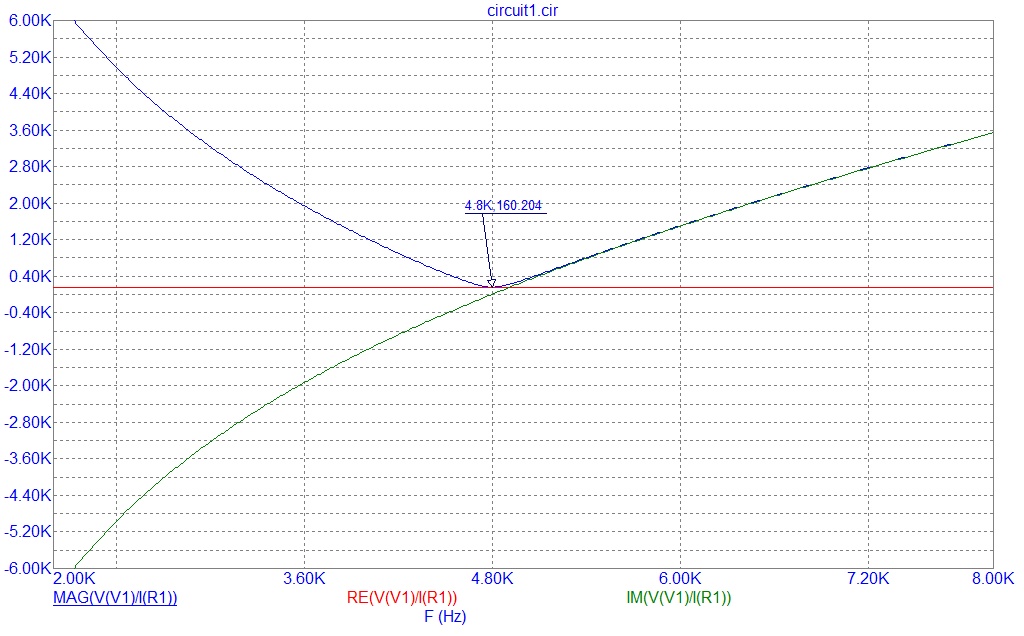 circuit1.cir
6.00K
5.20K
4.40K
3.60K
2.80K
2.00K
1.20K
0.40K
-0.40K
-1.20K
-2.00K
-2.80K
-3.60K
-4.40K
-5.20K
-6.00K
4.8K,160.204
2.00K 3.60K 4.80K 6.00K 7.20K 8.00K
MAG(V(V1)/I(R1)) RE(V(V1)/I(R1)) IM(V(V1)/I(R1))
F (Hz)